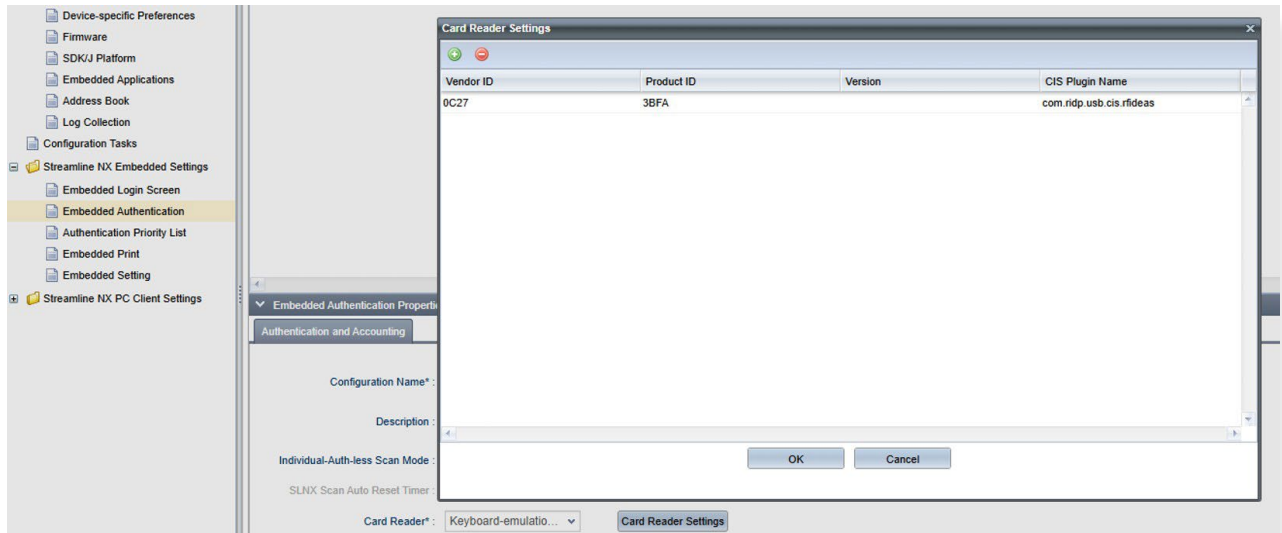 Device-specific Preferences
Firmware
SDK/J Platform
Embedded Applications
Address Book
Log Collection
Configuration Tasks
Streamline NX Embedded Settings
Embedded Login Screen
Embedded Authentication
Authentication Priority List
Embedded Print
Embedded Setting
Streamline NX PC Client Settings
Card Reader Settings
Vendor ID Product ID Version CIS Plugin Name
0C27 3BFA com.ridp.usb.cis.rfideas
OK Cancel
Embedded Authentication Properti
Authentication and Accounting
Configuration Name* :
Description :
Individual-Auth-less Scan Mode :
SLNX Scan Auto Reset Timer :
Card Reader* : Keyboard-emulatio... Card Reader Settings